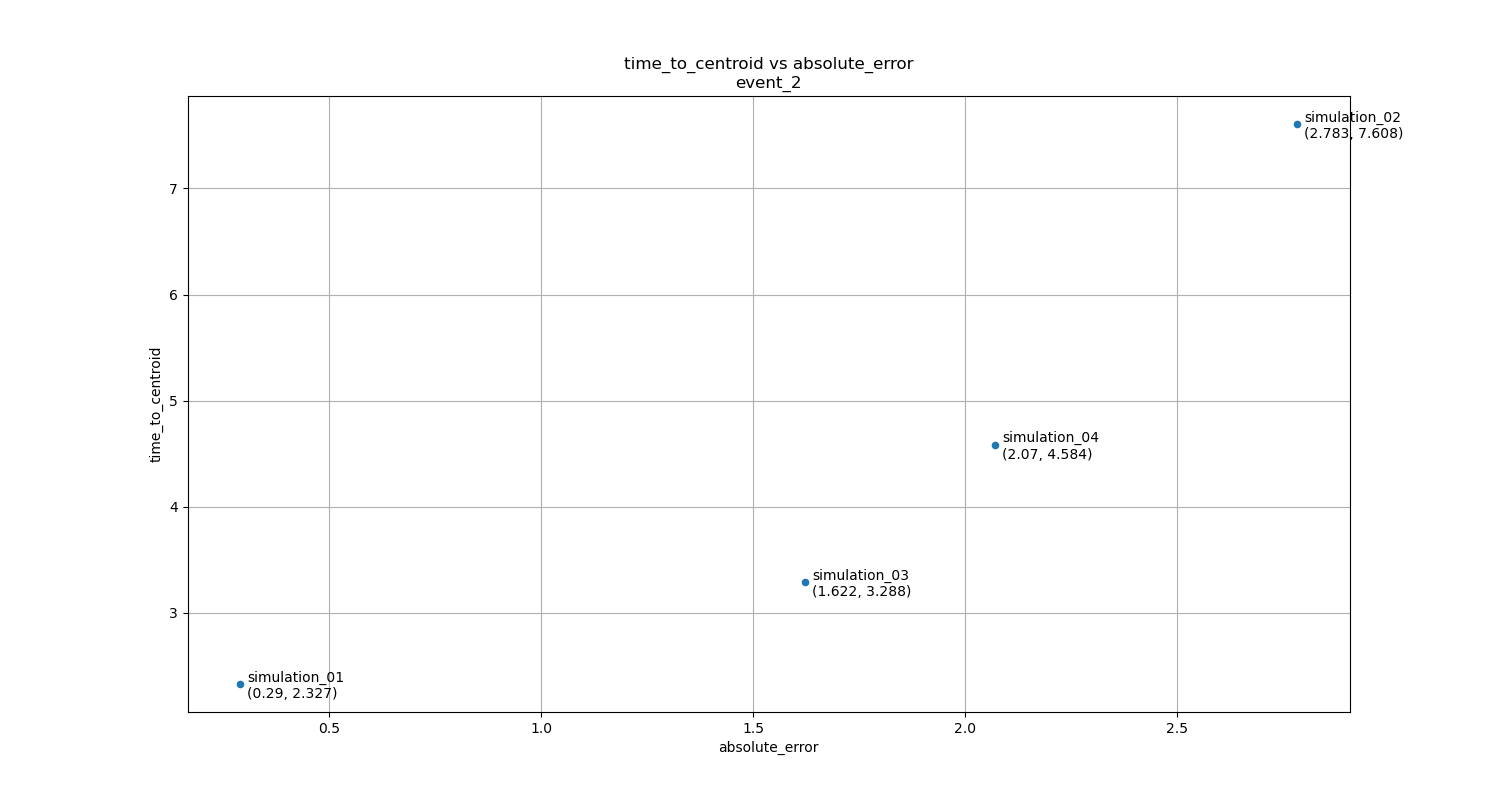 time_to_centroid vs absolute_error
event_2
simulation_02
(2.783, 7.608)
7
6
time_to_centroid
5
simulation_04
(2.07, 4.584)
4
simulation_03
(1.622, 3.288)
3
simulation_01
(0.29, 2.327)
0.5
1.0
1.5
2.0
2.5
absolute_error